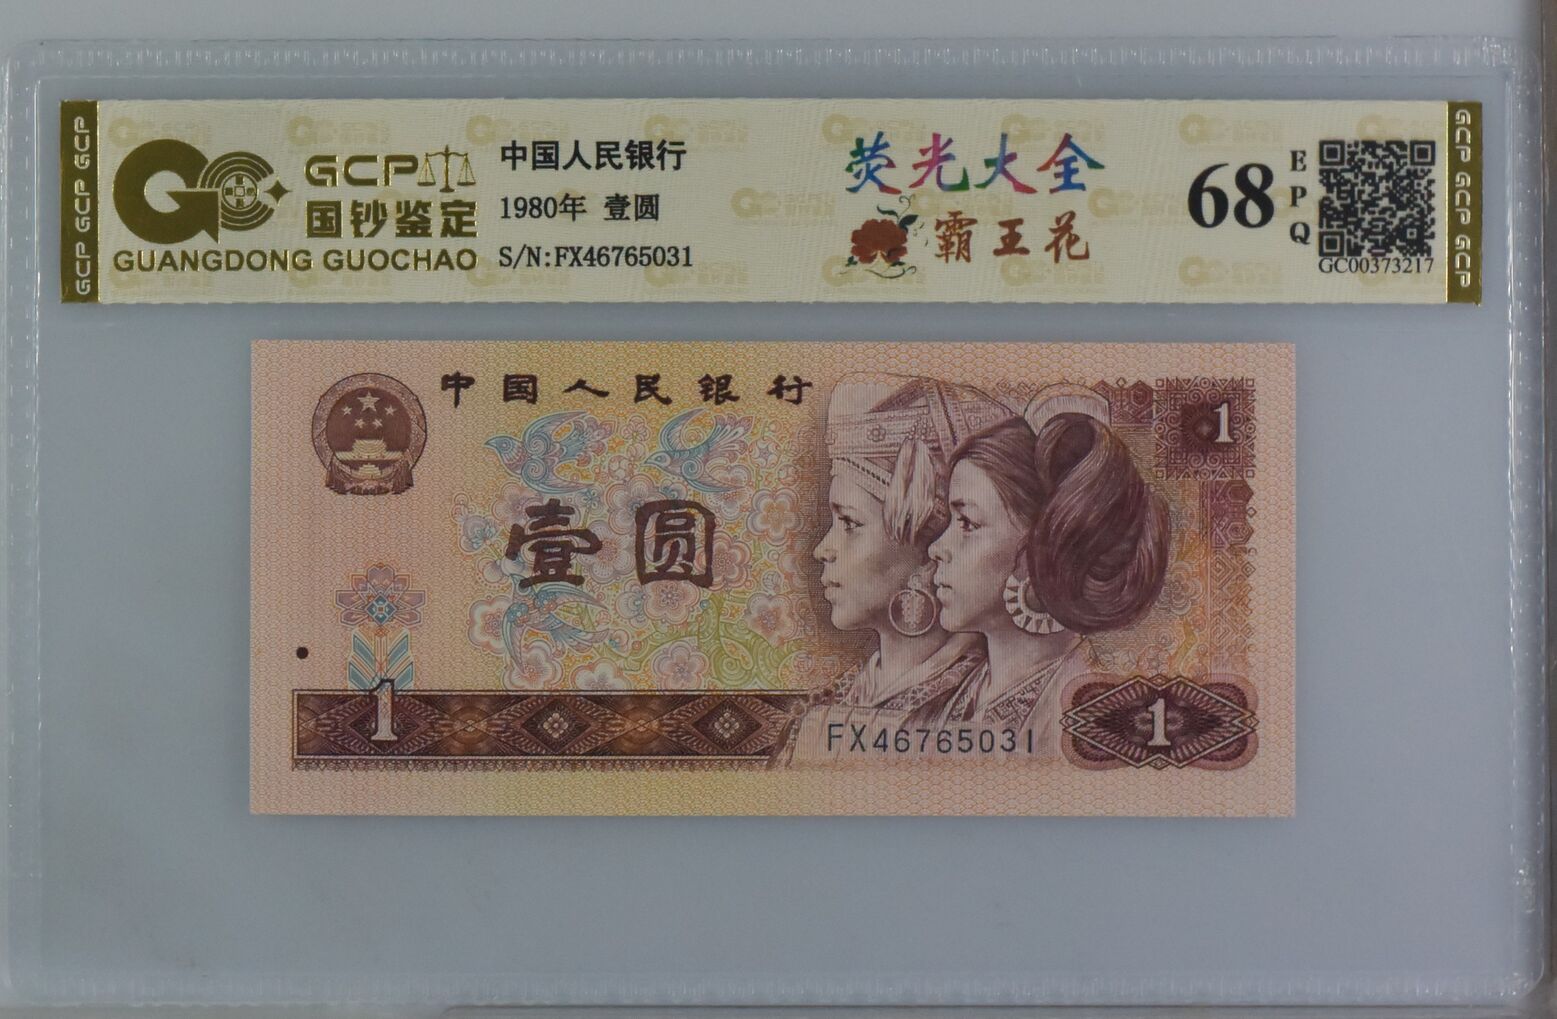 GCP GCP GCP
GCP
国钞鉴定
GUANGDONG GUOCHAO
中国人民银行
1980年 壹圆
S/N:FX46765031
荧光大全
霸王花
68
EPQ
GC00373217
GCP GCP GCP
中国人民银行
1
壹圆
1
FX46765031
1